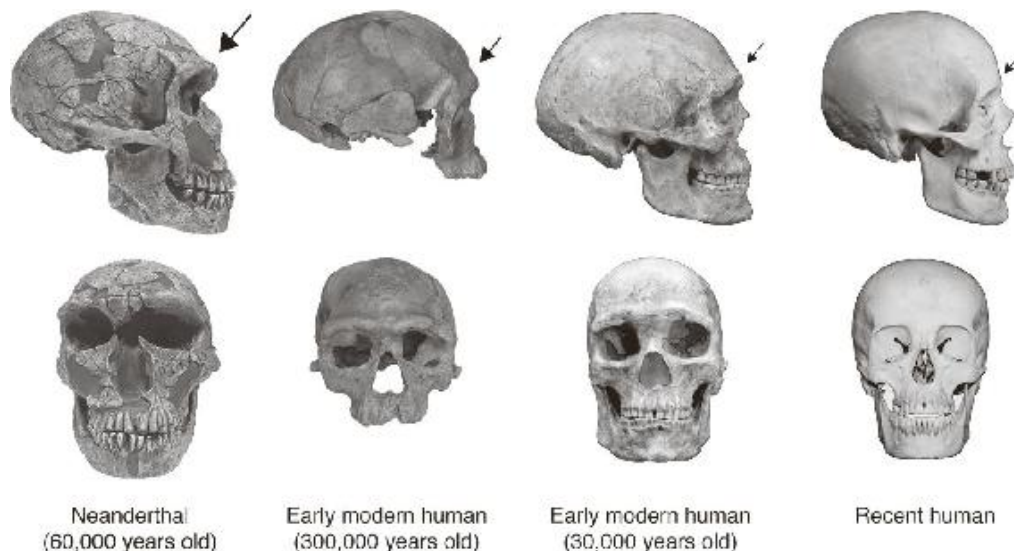 Neanderthal
(60,000 years old)
Early modern human
(300,000 years old)
Early modern human
(30,000 years old)
Recent human